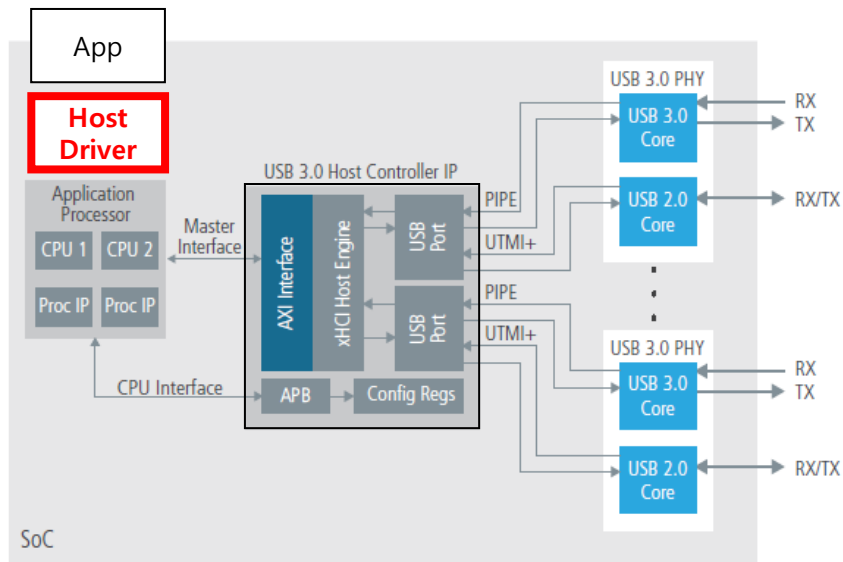 App
Host
Driver
Application
Processor
CPU 1
CPU 2
Proc IP
Proc IP
Master
Interface
CPU Interface
USB 3.0 Host Controller IP
AXI Interface
xHCI Host Engine
USB
Port
USB
Port
APB
Config Regs
PIPE
UTMI+
PIPE
UTMI+
USB 3.0 PHY
USB 3.0
Core
USB 2.0
Core
RX
TX
RX/TX
USB 3.0 PHY
USB 3.0
Core
USB 2.0
Core
RX
TX
RX/TX
SoC